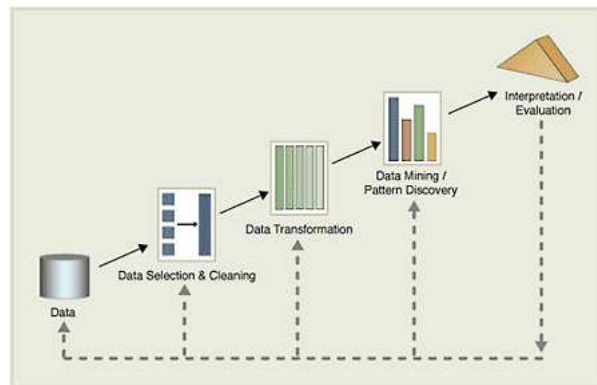 Interpretation /
Evaluation
Data Mining /
Pattern Discovery
Data Transformation
Data Selection & Cleaning
Data